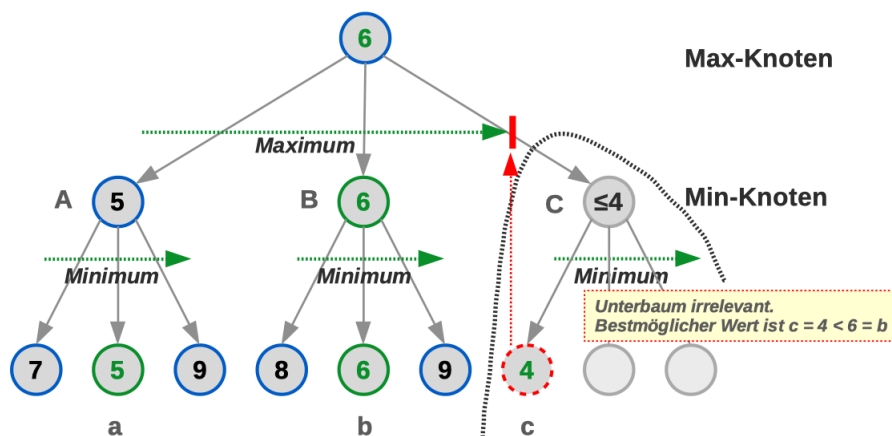 6
Max-Knoten
Maximum
A
5
B
6
C
≤4
Min-Knoten
Minimum
Minimum
Minimum
Unterbaum irrelevant.
Bestmöglicher Wert ist c = 4 < 6 = b
7
5
9
8
6
9
4
a
b
c